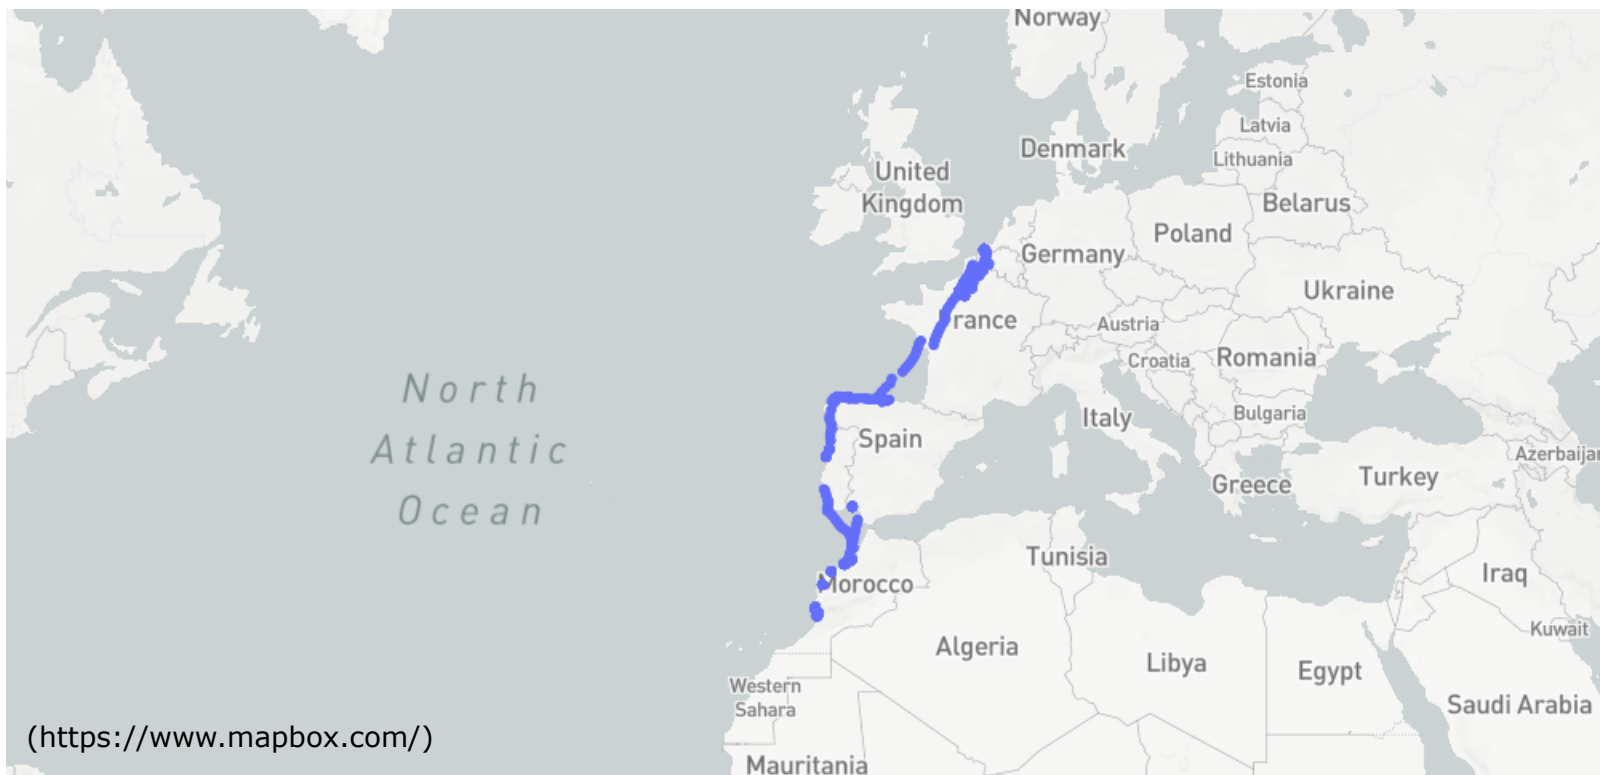 Norway
Estonia
Latvia
Denmark
Lithuania
United
Kingdom
Belarus
Poland
Germany
Ukraine
rance
Austria
Romania
Croatia
North
Atlantic
Ocean
Bulgaria
Italy
Spain
Azerbaijan
Turkey
Greece
Tunisia
Iraq
Morocco
Kuwait
Algeria
Libya
Egypt
Western
Sahara
Saudi Arabia
(https://www.mapbox.com/)
Mauritania